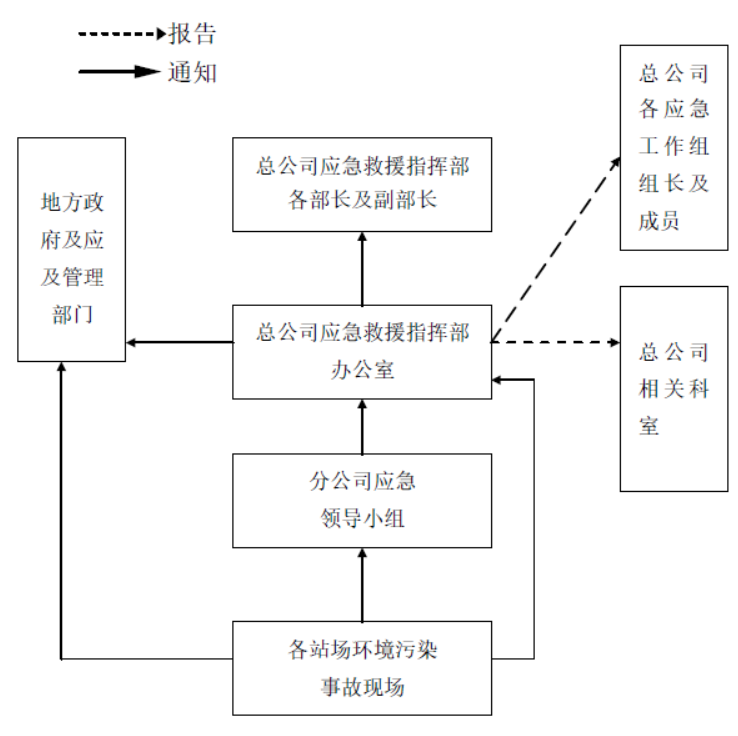 报告
通知
总公司
各应急
工作组
组长及
成员
地方政
府及应
及管理
部门
总公司应急救援指挥部
各部长及副部长
总公司应急救援指挥部
办公室
总公司
相关科
室
分公司应急
领导小组
各站场环境污染
事故现场